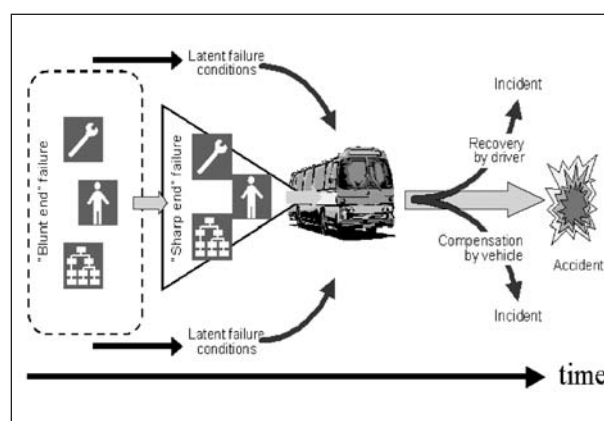 Latent failure
conditions
"Blunt end" failure
"Sharp end" failure
Incident
Recovery
by driver
Compensation
by vehicle
Accident
Incident
Latent failure
conditions
time